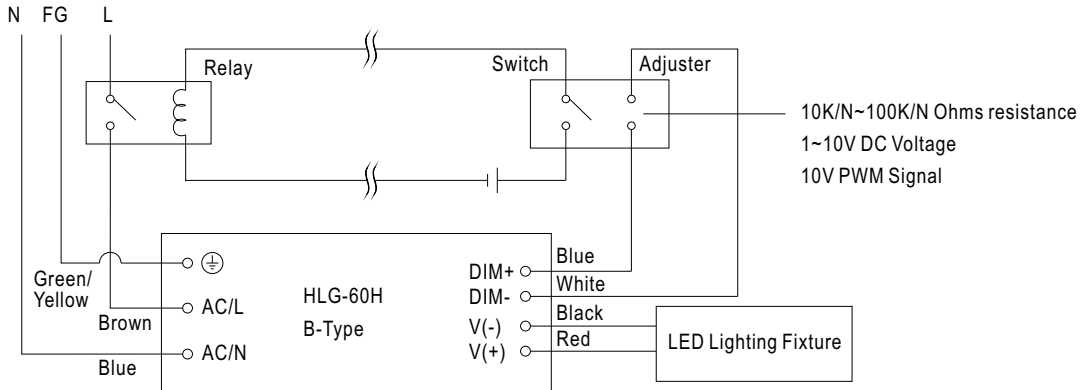 N FG L
Relay
Switch
Adjuster
10K/N~100K/N Ohms resistance
1~10V DC Voltage
10V PWM Signal
Green/
Yellow
Brown
Blue
AC/L
AC/N
HLG-60H
B-Type
DIM+
DIM-
V(-)
V(+)
Blue
White
Black
Red
LED Lighting Fixture